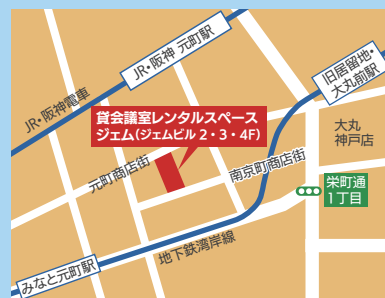 JR・阪神 元町駅
旧居留地・
大丸前駅
JR・阪神電車
貸会議室レンタルスペース
ジェム(ジェムビル2・3・4F)
大丸
神戸店
元町商店街
南京町商店街
栄町通
1丁目
地下鉄湾岸線
みなと元町駅